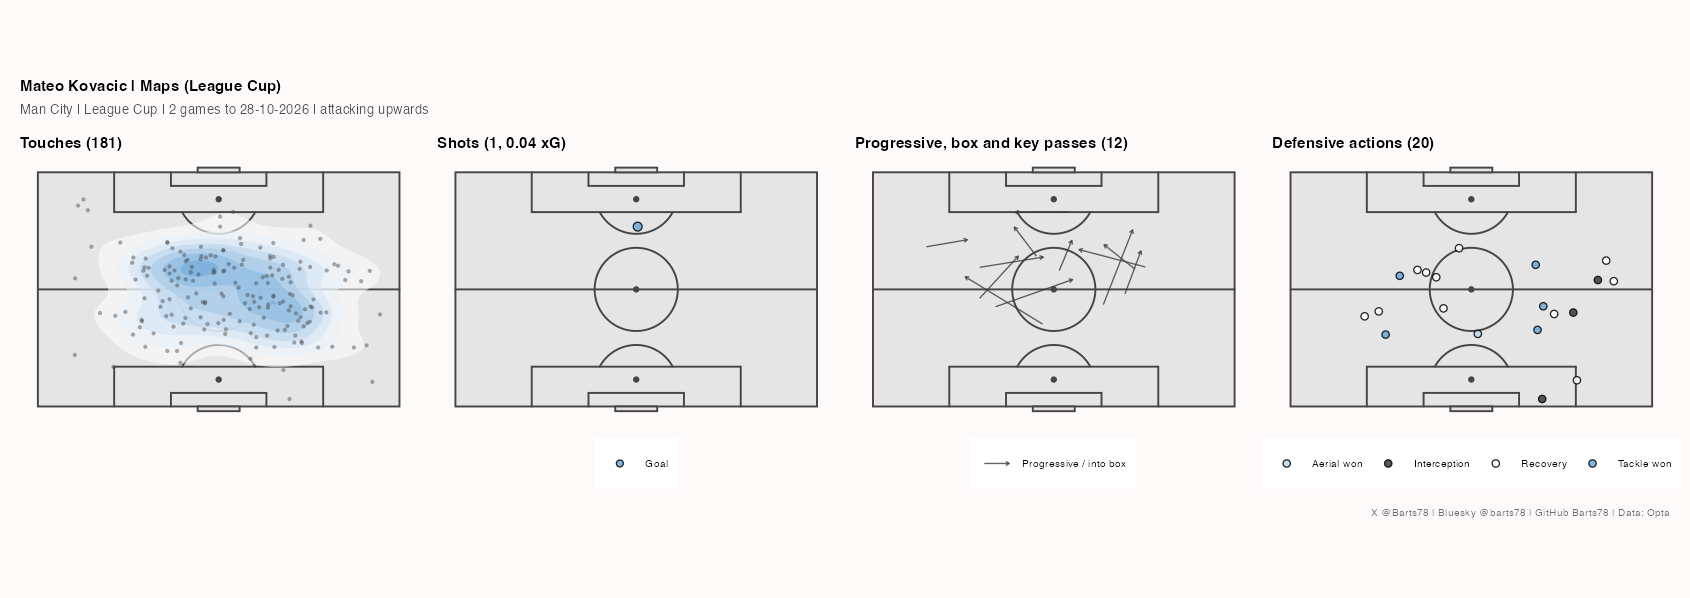 Mateo Kovacic | Maps (League Cup)
Man City | League Cup | 2 games to 28-10-2026 | attacking upwards
Touches (181)
Shots (1, 0.04 xG)
Progressive, box and key passes (12)
Defensive actions (20)
Goal
Progressive / into box
Aerial won
Interception
Recovery
Tackle won
X @Barts78 | Bluesky @barts78 | GitHub Barts78 | Data: Opta